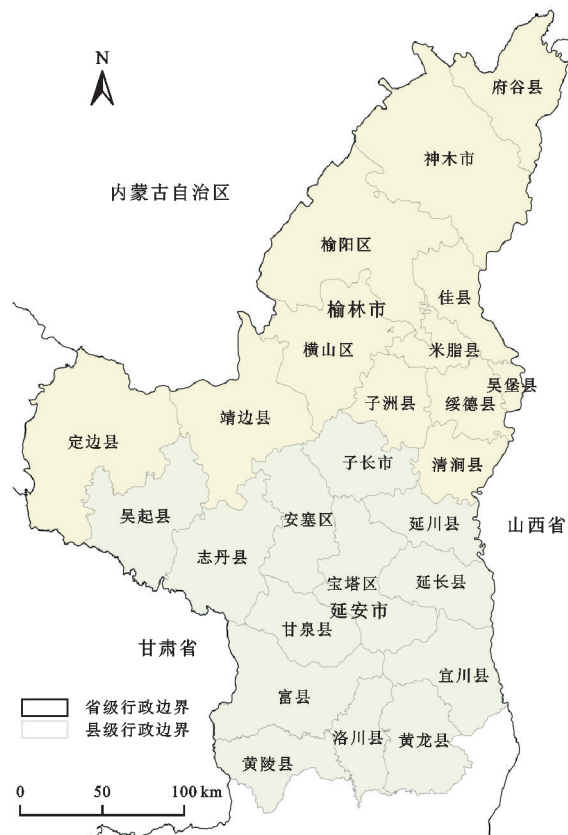 N
府谷县
神木市
内蒙古自治区
榆阳区
佳县
榆林市
横山区
米脂县
吴堡县
子洲县
绥德县
靖边县
定边县
子长市
清涧县
吴起县
安塞区
延川县
山西省
志丹县
宝塔区
延长县
延安市
甘泉县
甘肃省
宜川县
富县
省级行政边界
县级行政边界
洛川县
黄龙县
黄陵县
0 50 100 km